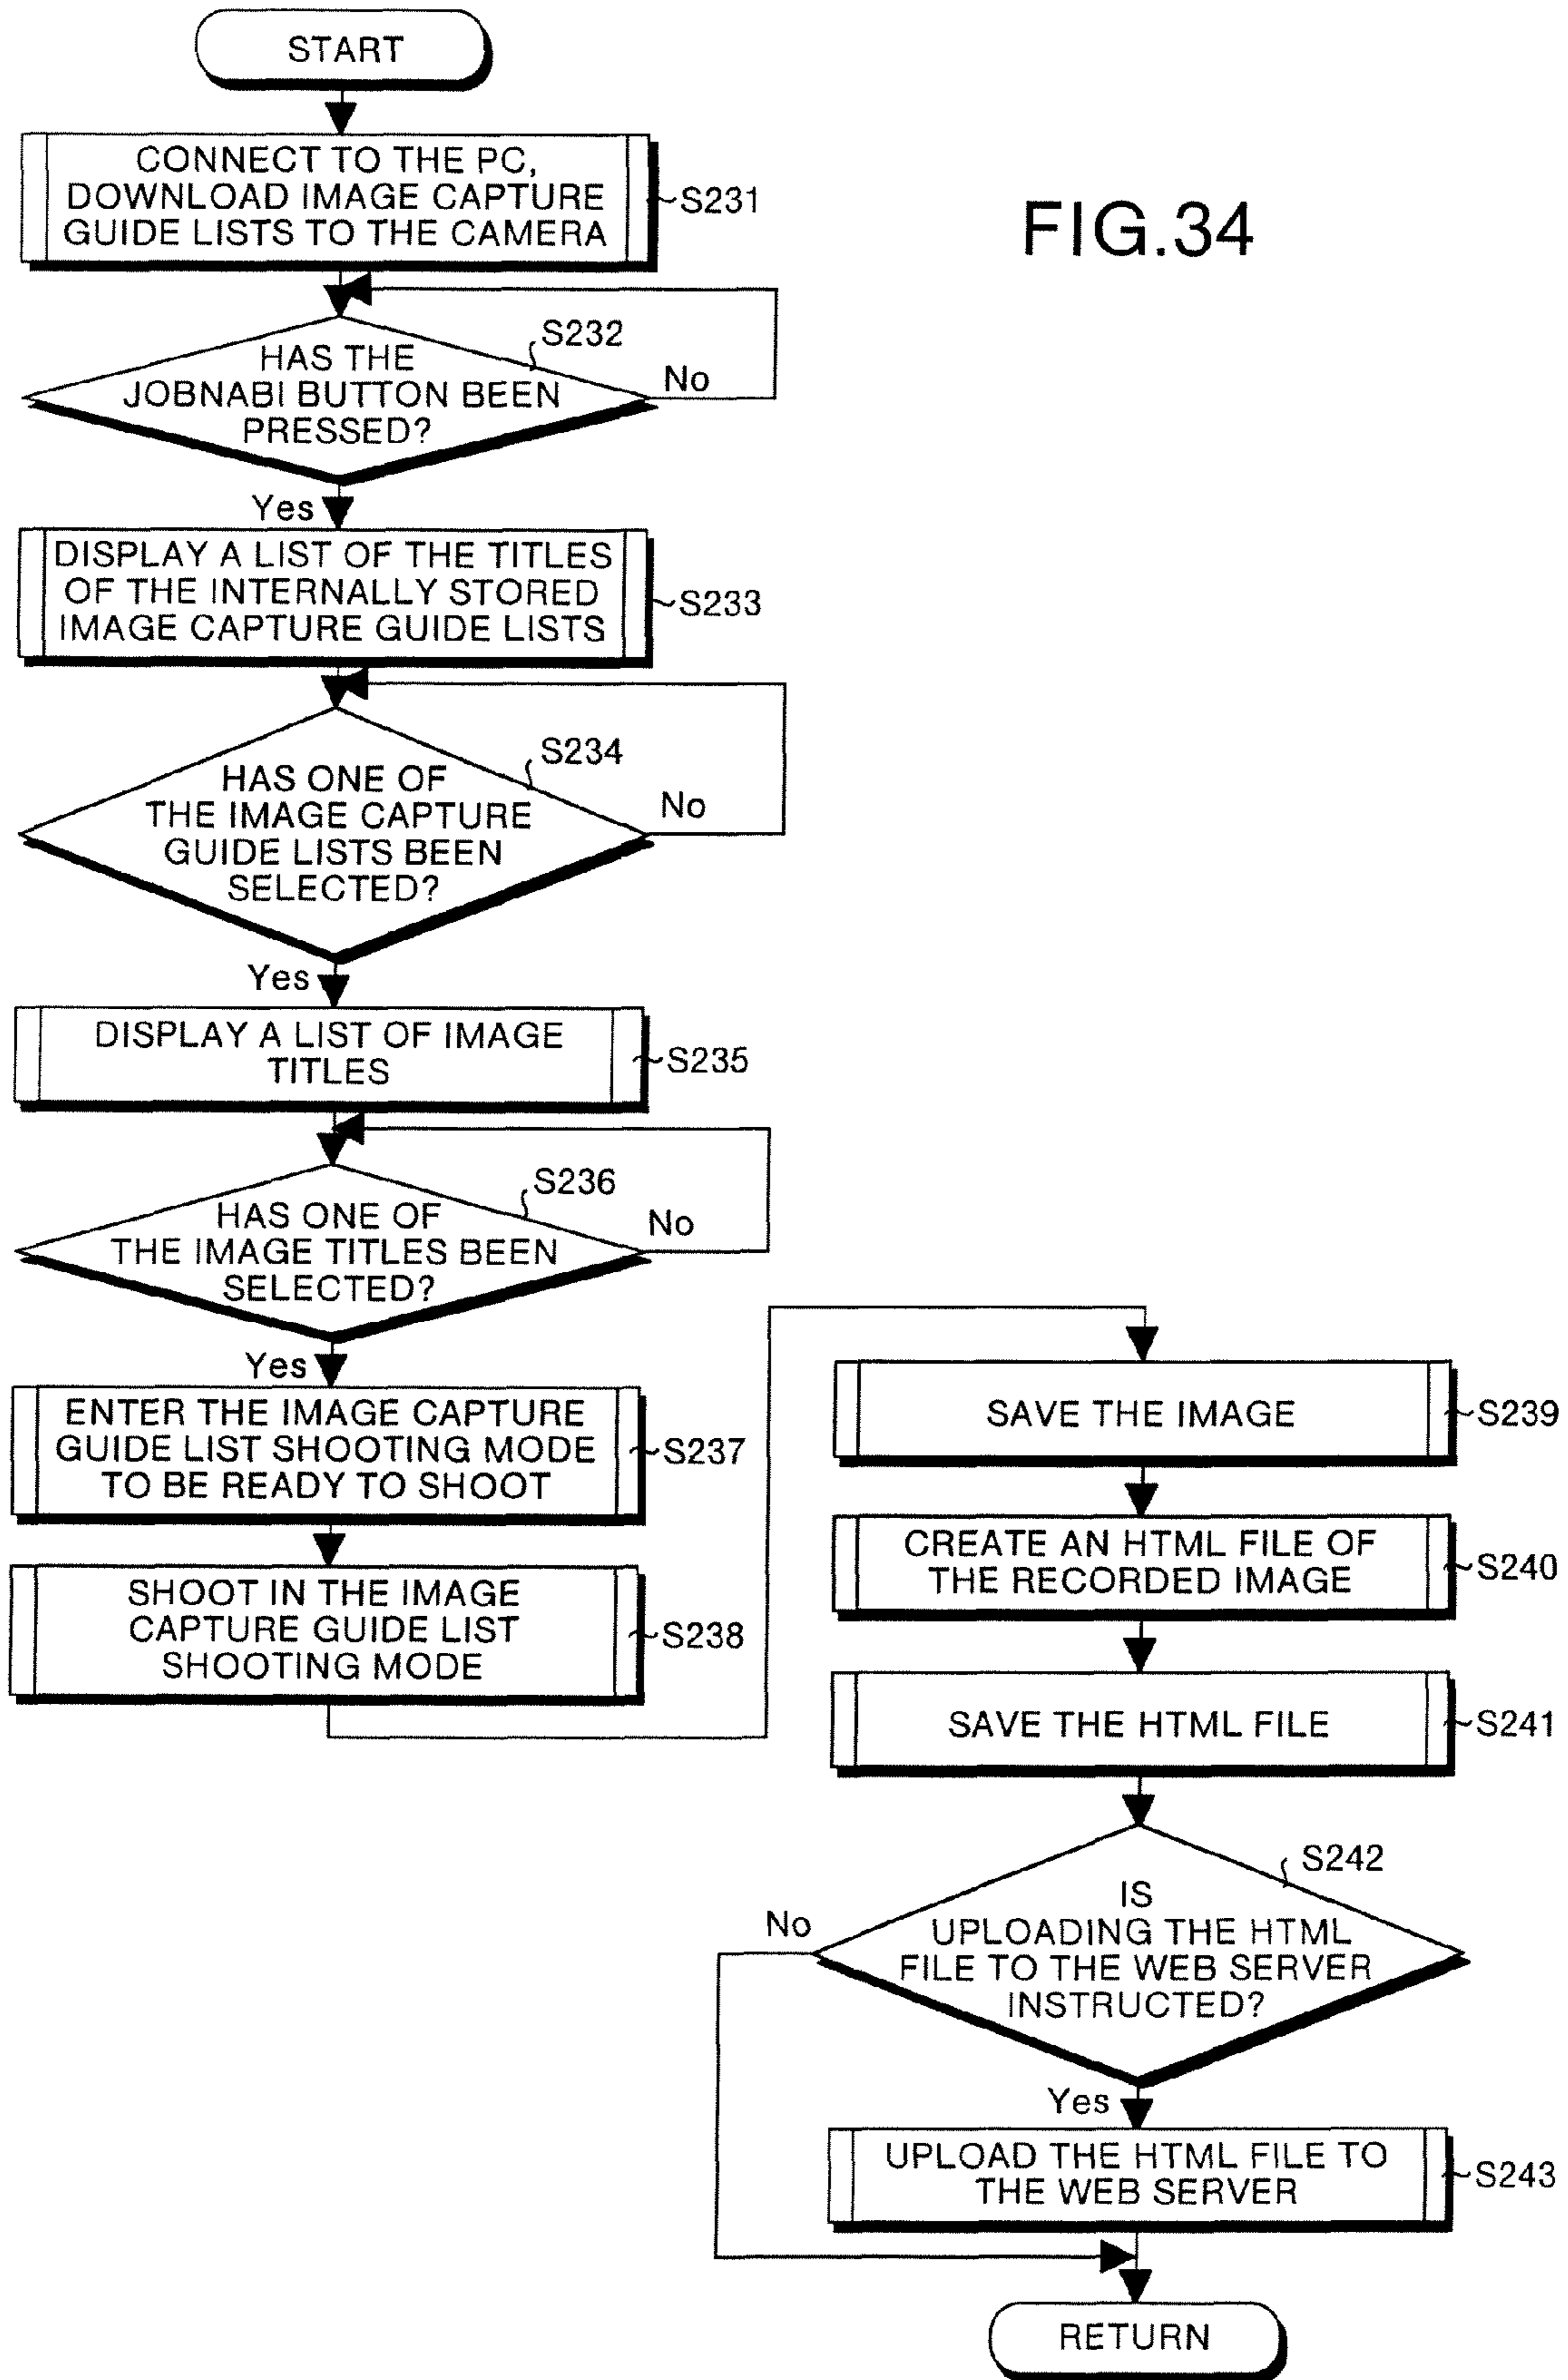 START
CONNECT TO THE PC,
DOWNLOAD IMAGE CAPTURE
GUIDE LISTS TO THE CAMERA
S231
FIG.34
S232
HAS THE
JOBNABI BUTTON BEEN
PRESSED?
No
Yes
DISPLAY A LIST OF THE TITLES
OF THE INTERNALLY STORED
IMAGE CAPTURE GUIDE LISTS
S233
S234
HAS ONE OF
THE IMAGE CAPTURE
GUIDE LISTS BEEN
SELECTED?
No
Yes
DISPLAY A LIST OF IMAGE
TITLES
S235
S236
HAS ONE OF
THE IMAGE TITLES BEEN
SELECTED?
No
Yes
ENTER THE IMAGE CAPTURE
GUIDE LIST SHOOTING MODE
TO BE READY TO SHOOT
S237
SHOOT IN THE IMAGE
CAPTURE GUIDE LIST
SHOOTING MODE
S238
SAVE THE IMAGE
S239
CREATE AN HTML FILE OF
THE RECORDED IMAGE
S240
SAVE THE HTML FILE
S241
S242
IS
UPLOADING THE HTML
FILE TO THE WEB SERVER
INSTRUCTED?
No
Yes
UPLOAD THE HTML FILE TO
THE WEB SERVER
S243
RETURN